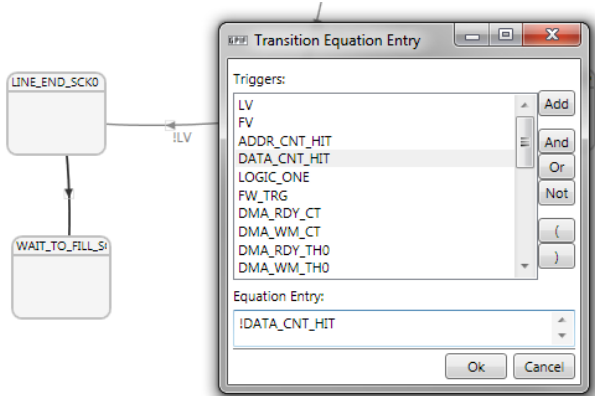 GPIF Transition Equation Entry
Triggers:
LV
FV
ADDR_CNT_HIT
DATA_CNT_HIT
LOGIC_ONE
FW_TRG
DMA_RDY_CT
DMA_WM_CT
DMA_RDY_TH0
DMA_WM_TH0
Add
And
Or
Not
(
)
Equation Entry:
!DATA_CNT_HIT
Ok Cancel
LINE_END_SCK0
!LV
WAIT_TO_FILL_S